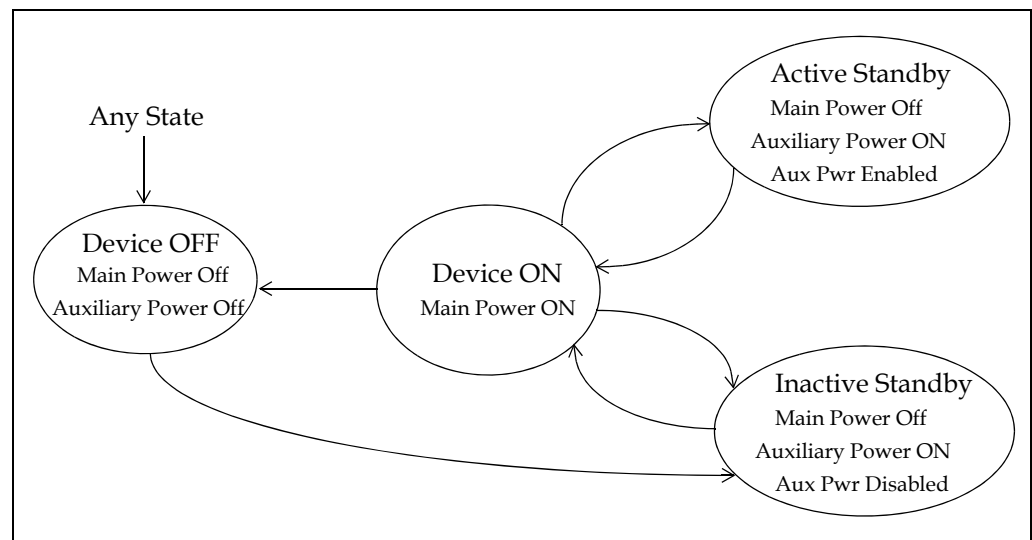 Any State
Device OFF
Main Power Off
Auxiliary Power Off
Device ON
Main Power ON
Active Standby
Main Power Off
Auxiliary Power ON
Aux Pwr Enabled
Inactive Standby
Main Power Off
Auxiliary Power ON
Aux Pwr Disabled